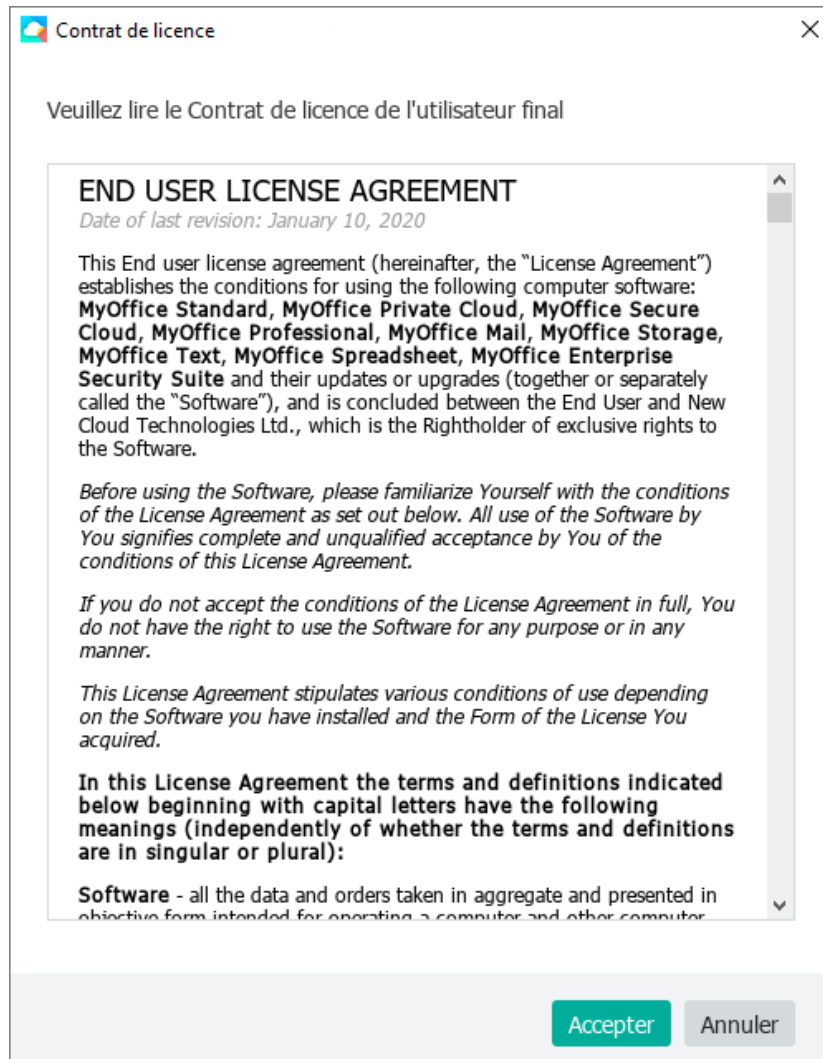 Contrat de licence
Veuillez lire le Contrat de licence de l'utilisateur final
END USER LICENSE AGREEMENT
Date of last revision: January 10, 2020
This End user license agreement (hereinafter, the “License Agreement”)
establishes the conditions for using the following computer software:
MyOffice Standard, MyOffice Private Cloud, MyOffice Secure
Cloud, MyOffice Professional, MyOffice Mail, MyOffice Storage,
MyOffice Text, MyOffice Spreadsheet, MyOffice Enterprise
Security Suite and their updates or upgrades (together or separately
called the “Software”), and is concluded between the End User and New
Cloud Technologies Ltd., which is the Rightholder of exclusive rights to
the Software.
Before using the Software, please familiarize Yourself with the conditions
of the License Agreement as set out below. All use of the Software by
You signifies complete and unqualified acceptance by You of the
conditions of this License Agreement.
If you do not accept the conditions of the License Agreement in full, You
do not have the right to use the Software for any purpose or in any
manner.
This License Agreement stipulates various conditions of use depending
on the Software you have installed and the Form of the License You
acquired.
In this License Agreement the terms and definitions indicated
below beginning with capital letters have the following
meanings (independently of whether the terms and definitions
are in singular or plural):
Software - all the data and orders taken in aggregate and presented in
objective form intended for operating a computer and other computer
Accepter
Annuler